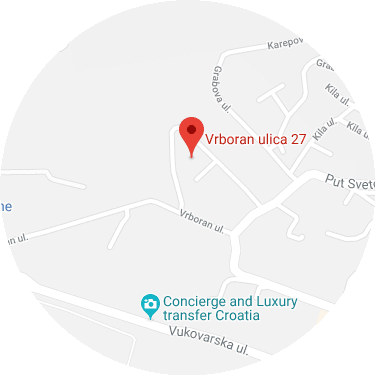 Karepov
Grabova ul.
Gra
Kila ul.
Kila ul.
Vrboran ulica 27
Put Svet
ne
Vrboran ul.
n ul.
Concierge and Luxury
transfer Croatia
Vukovarska ul.